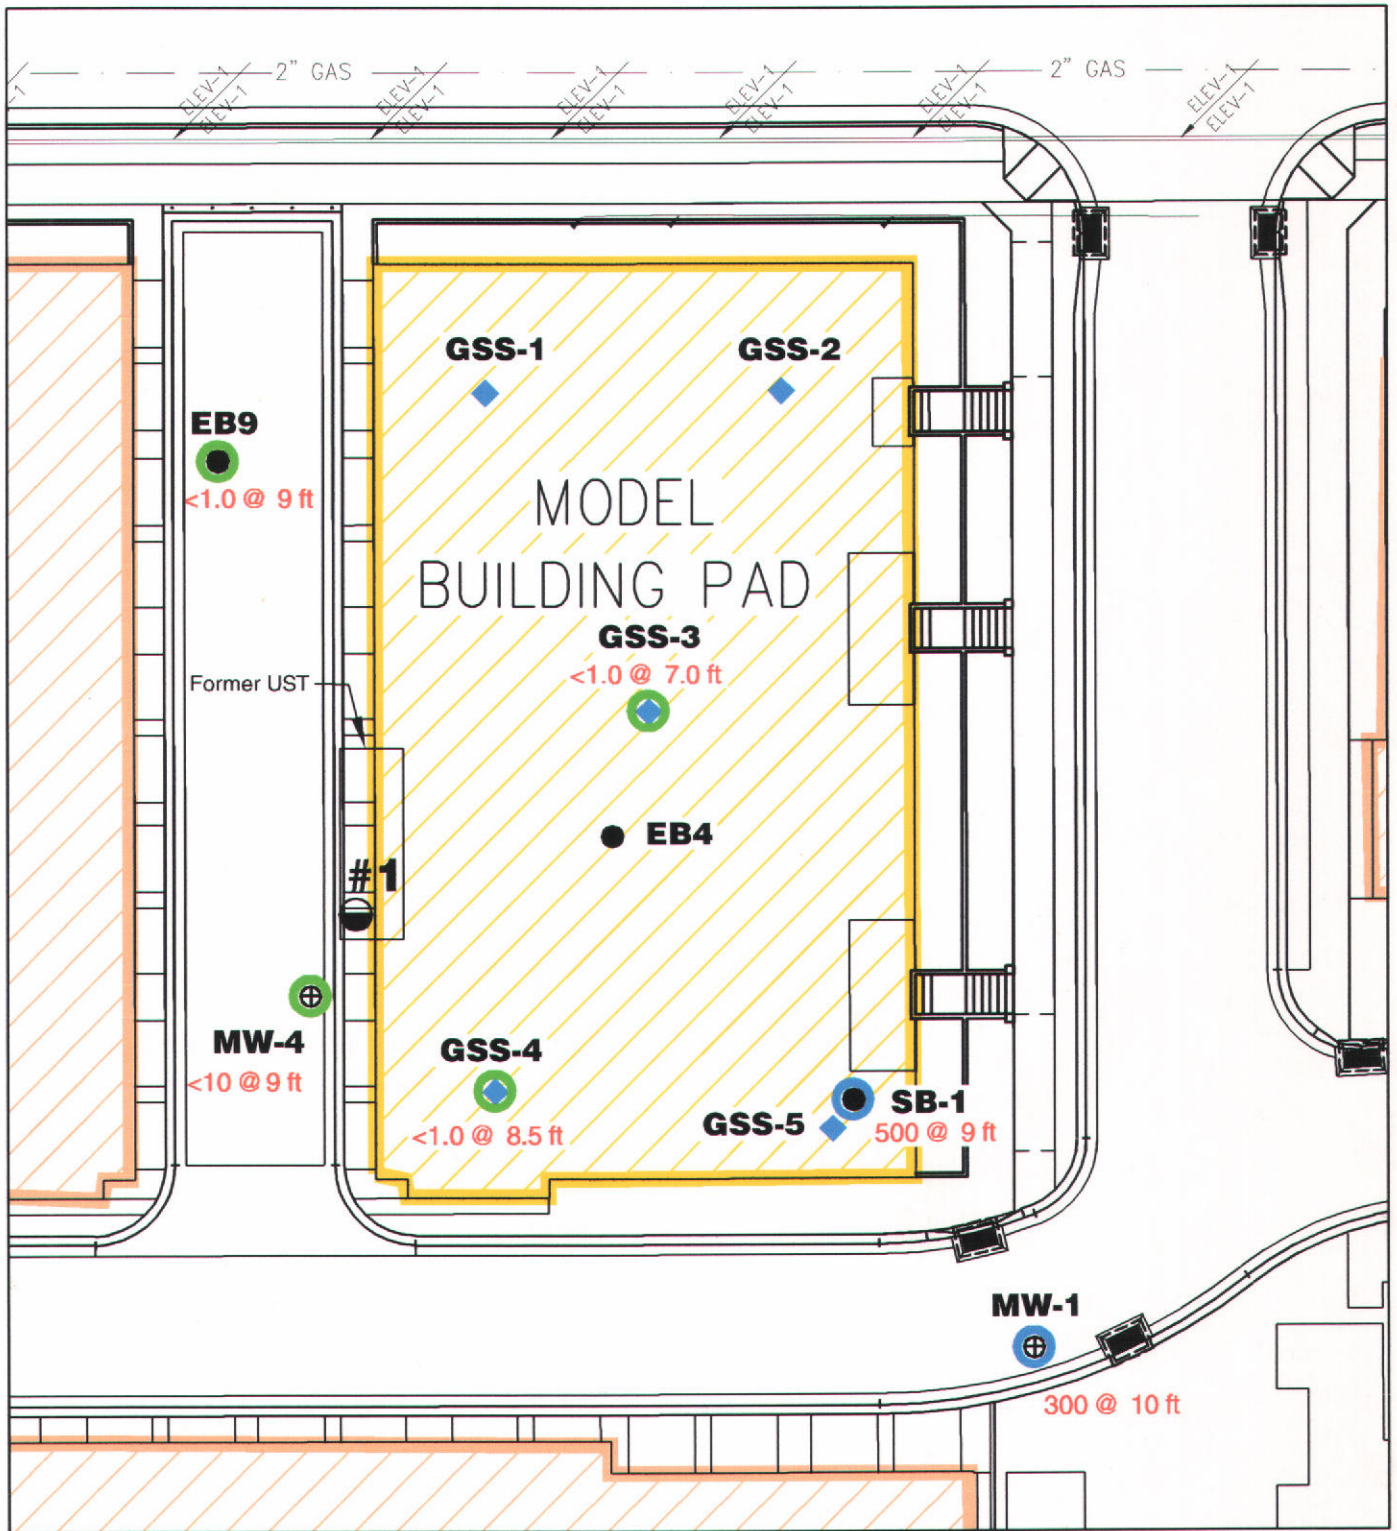 2" GAS
2" GAS
-1
ELEV-1
ELEV-1
ELEV-1
ELEV-1
ELEV-1
ELEV-1
ELEV-1
ELEV-1
ELEV-1
ELEV-1
ELEV-1
ELEV-1
GSS-1
GSS-2
EB9
<1.0 @ 9 ft
MODEL
BUILDING PAD
GSS-3
<1.0 @ 7.0 ft
Former UST
EB4
#1
MW-4
<10 @ 9 ft
GSS-4
<1.0 @ 8.5 ft
GSS-5
SB-1
500 @ 9 ft
MW-1
300 @ 10 ft